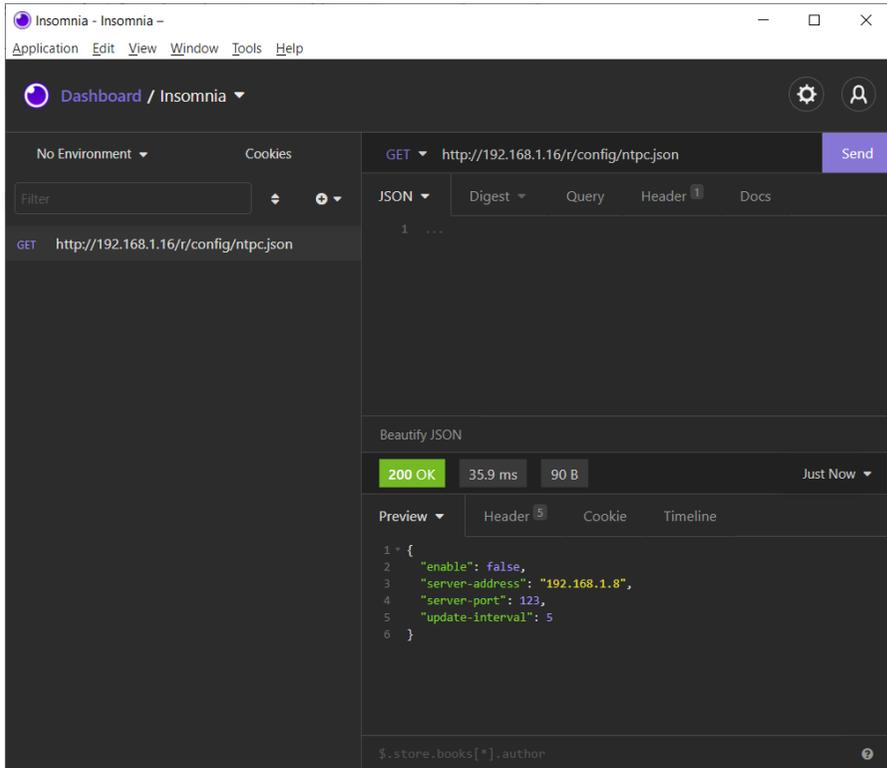 Insomnia - Insomnia –
Application Edit View Window Tools Help
Dashboard / Insomnia
No Environment Cookies
Filter
GET http://192.168.1.16/r/config/ntpc.json
GET http://192.168.1.16/r/config/ntpc.json Send
JSON Digest Query Header 1 Docs
1 ...
Beautify JSON
200 OK 35.9 ms 90 B Just Now
Preview Header 5 Cookie Timeline
1 {
2 "enable": false,
3 "server-address": "192.168.1.8",
4 "server-port": 123,
5 "update-interval": 5
6 }
$.store.books[*].author